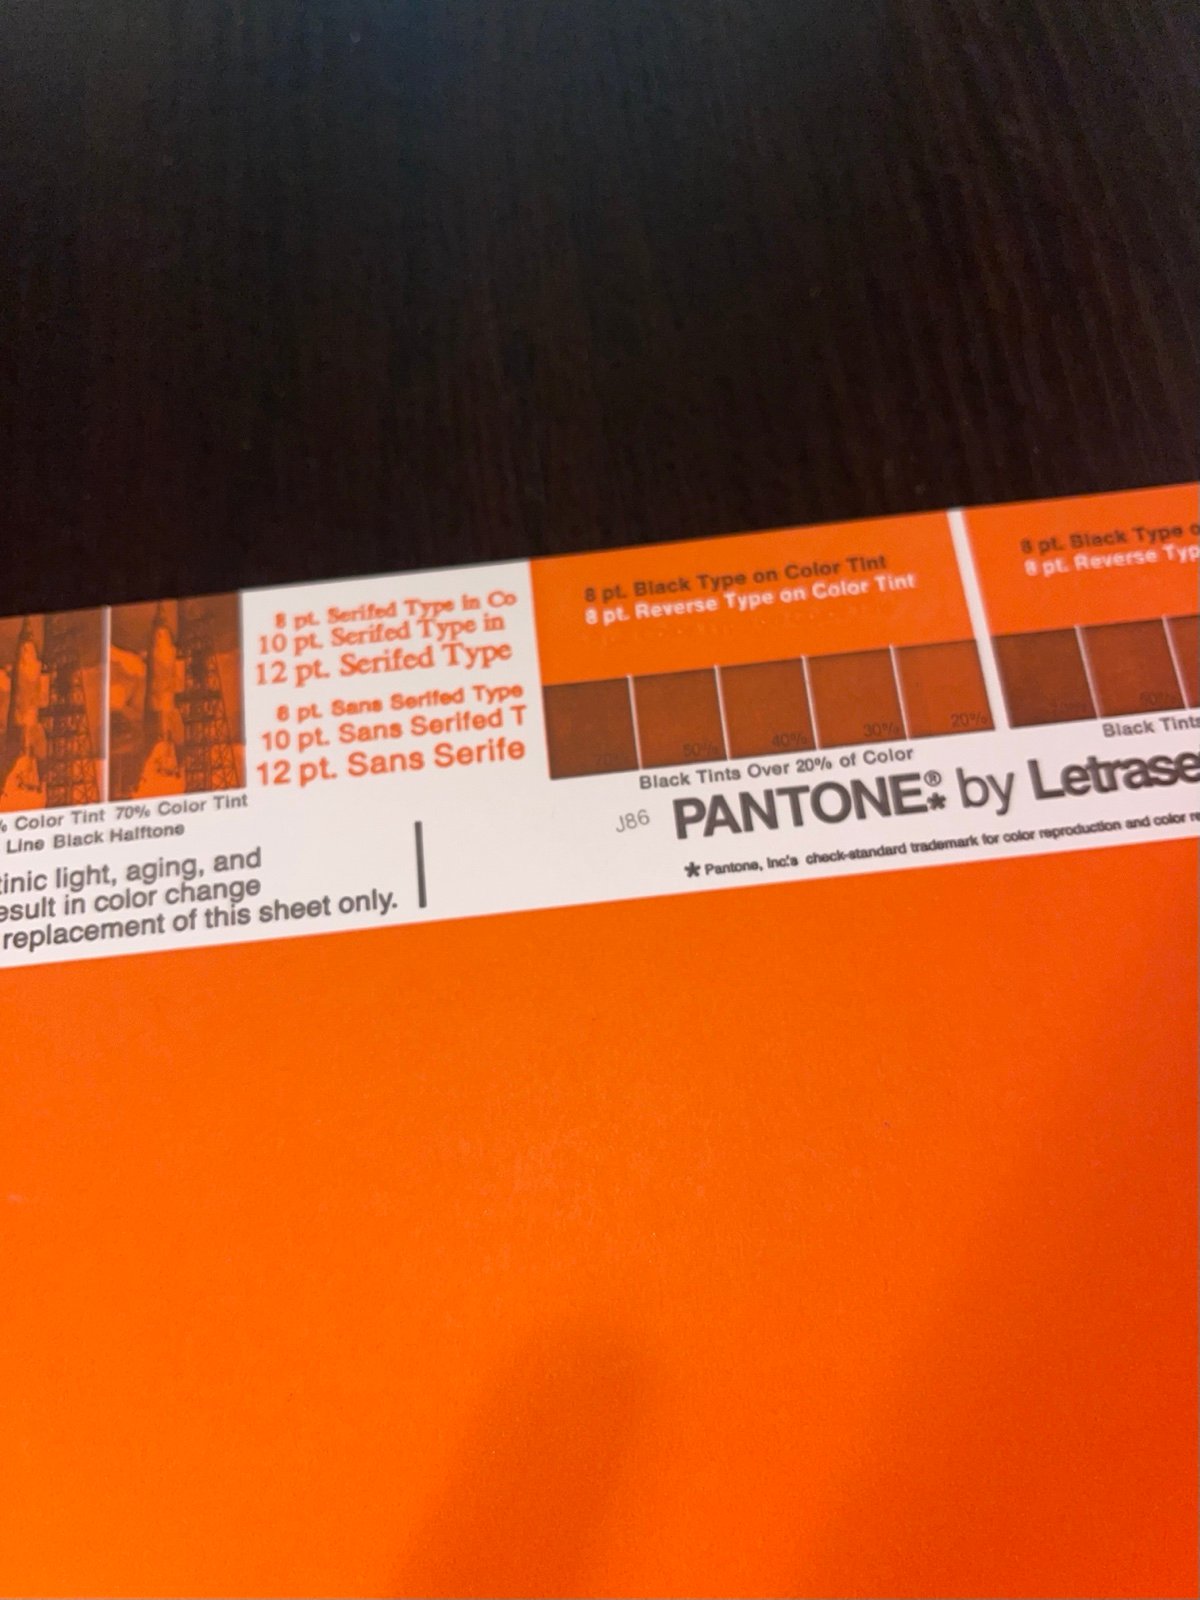 8 pt. Serifed Type in Co
10 pt. Serifed Type in
12 pt. Serifed Type
8 pt. Sans Serifed Type
10 pt. Sans Serifed T
12 pt. Sans Serife
% Color Tint 70% Color Tint
Line Black Halftone
tinic light, aging, and
esult in color change
replacement of this sheet only.
8 pt. Black Type on Color Tint
8 pt. Reverse Type on Color Tint
70% 50% 40% 30% 20%
Black Tints Over 20% of Color
J86
PANTONE®* by Letrase
* Pantone, Inc.'s check-standard trademark for color reproduction and color re
8 pt. Black Type o
8 pt. Reverse Typ
50%
Black Tints